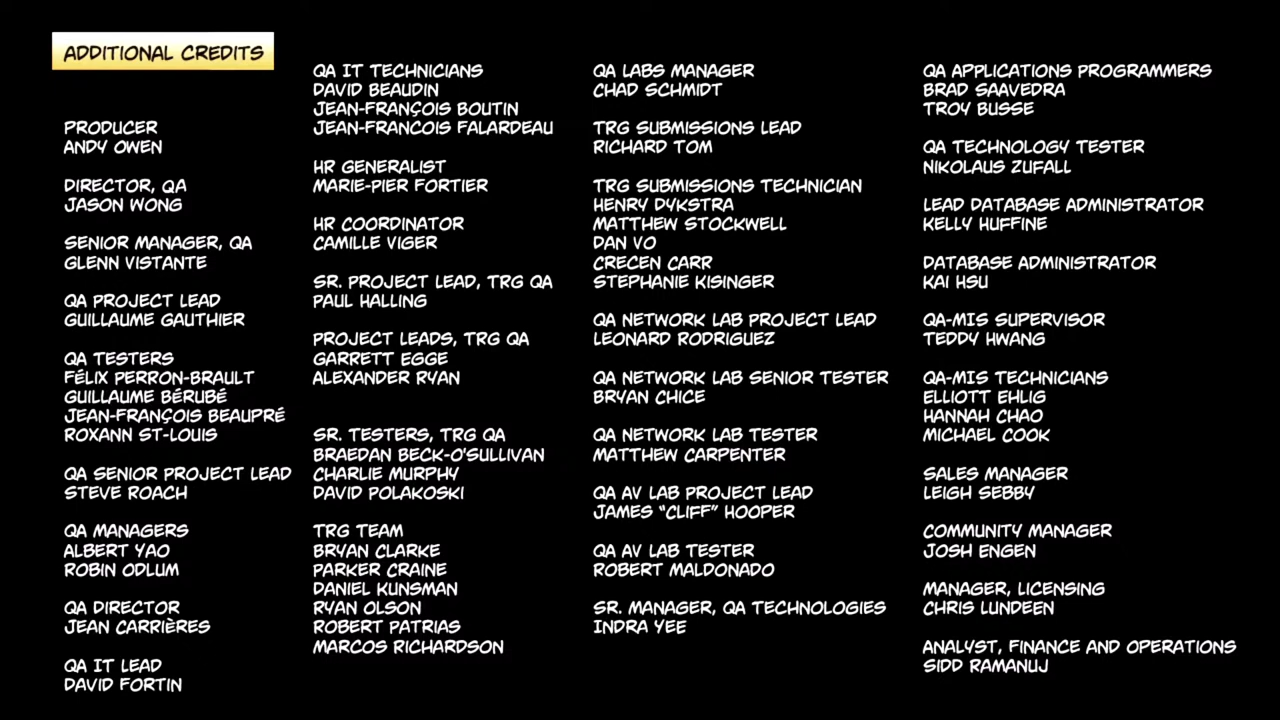 ADDITIONAL CREDITS
PRODUCER
ANDY OWEN
DIRECTOR, QA
JASON WONG
SENIOR MANAGER, QA
GLENN VISTANTE
QA PROJECT LEAD
GUILLAUME GAUTHIER
QA TESTERS
FÉLIX PERRON-BRAULT
GUILLAUME BÉRUBÉ
JEAN-FRANÇOIS BEAUPRÉ
ROXANN ST-LOUIS
QA SENIOR PROJECT LEAD
STEVE ROACH
QA MANAGERS
ALBERT YAO
ROBIN ODLUM
QA DIRECTOR
JEAN CARRIÈRES
QA IT LEAD
DAVID FORTIN
QA IT TECHNICIANS
DAVID BEAUDIN
JEAN-FRANÇOIS BOUTIN
JEAN-FRANCOIS FALARDEAU
HR GENERALIST
MARIE-PIER FORTIER
HR COORDINATOR
CAMILLE VIGER
SR. PROJECT LEAD, TRG QA
PAUL HALLING
PROJECT LEADS, TRG QA
GARRETT EGGE
ALEXANDER RYAN
SR. TESTERS, TRG QA
BRAEDAN BECK-O'SULLIVAN
CHARLIE MURPHY
DAVID POLAKOSKI
TRG TEAM
BRYAN CLARKE
PARKER CRAINE
DANIEL KUNSMAN
RYAN OLSON
ROBERT PATRIAS
MARCOS RICHARDSON
QA LABS MANAGER
CHAD SCHMIDT
TRG SUBMISSIONS LEAD
RICHARD TOM
TRG SUBMISSIONS TECHNICIAN
HENRY DYKSTRA
MATTHEW STOCKWELL
DAN VO
CRECEN CARR
STEPHANIE KISINGER
QA NETWORK LAB PROJECT LEAD
LEONARD RODRIGUEZ
QA NETWORK LAB SENIOR TESTER
BRYAN CHICE
QA NETWORK LAB TESTER
MATTHEW CARPENTER
QA AV LAB PROJECT LEAD
JAMES “CLIFF” HOOPER
QA AV LAB TESTER
ROBERT MALDONADO
SR. MANAGER, QA TECHNOLOGIES
INDRA YEE
QA APPLICATIONS PROGRAMMERS
BRAD SAAVEDRA
TROY BUSSE
QA TECHNOLOGY TESTER
NIKOLAUS ZUFALL
LEAD DATABASE ADMINISTRATOR
KELLY HUFFINE
DATABASE ADMINISTRATOR
KAI HSU
QA-MIS SUPERVISOR
TEDDY HWANG
QA-MIS TECHNICIANS
ELLIOTT EHLIG
HANNAH CHAO
MICHAEL COOK
SALES MANAGER
LEIGH SEBBY
COMMUNITY MANAGER
JOSH ENGEN
MANAGER, LICENSING
CHRIS LUNDEEN
ANALYST, FINANCE AND OPERATIONS
SIDD RAMANUJ